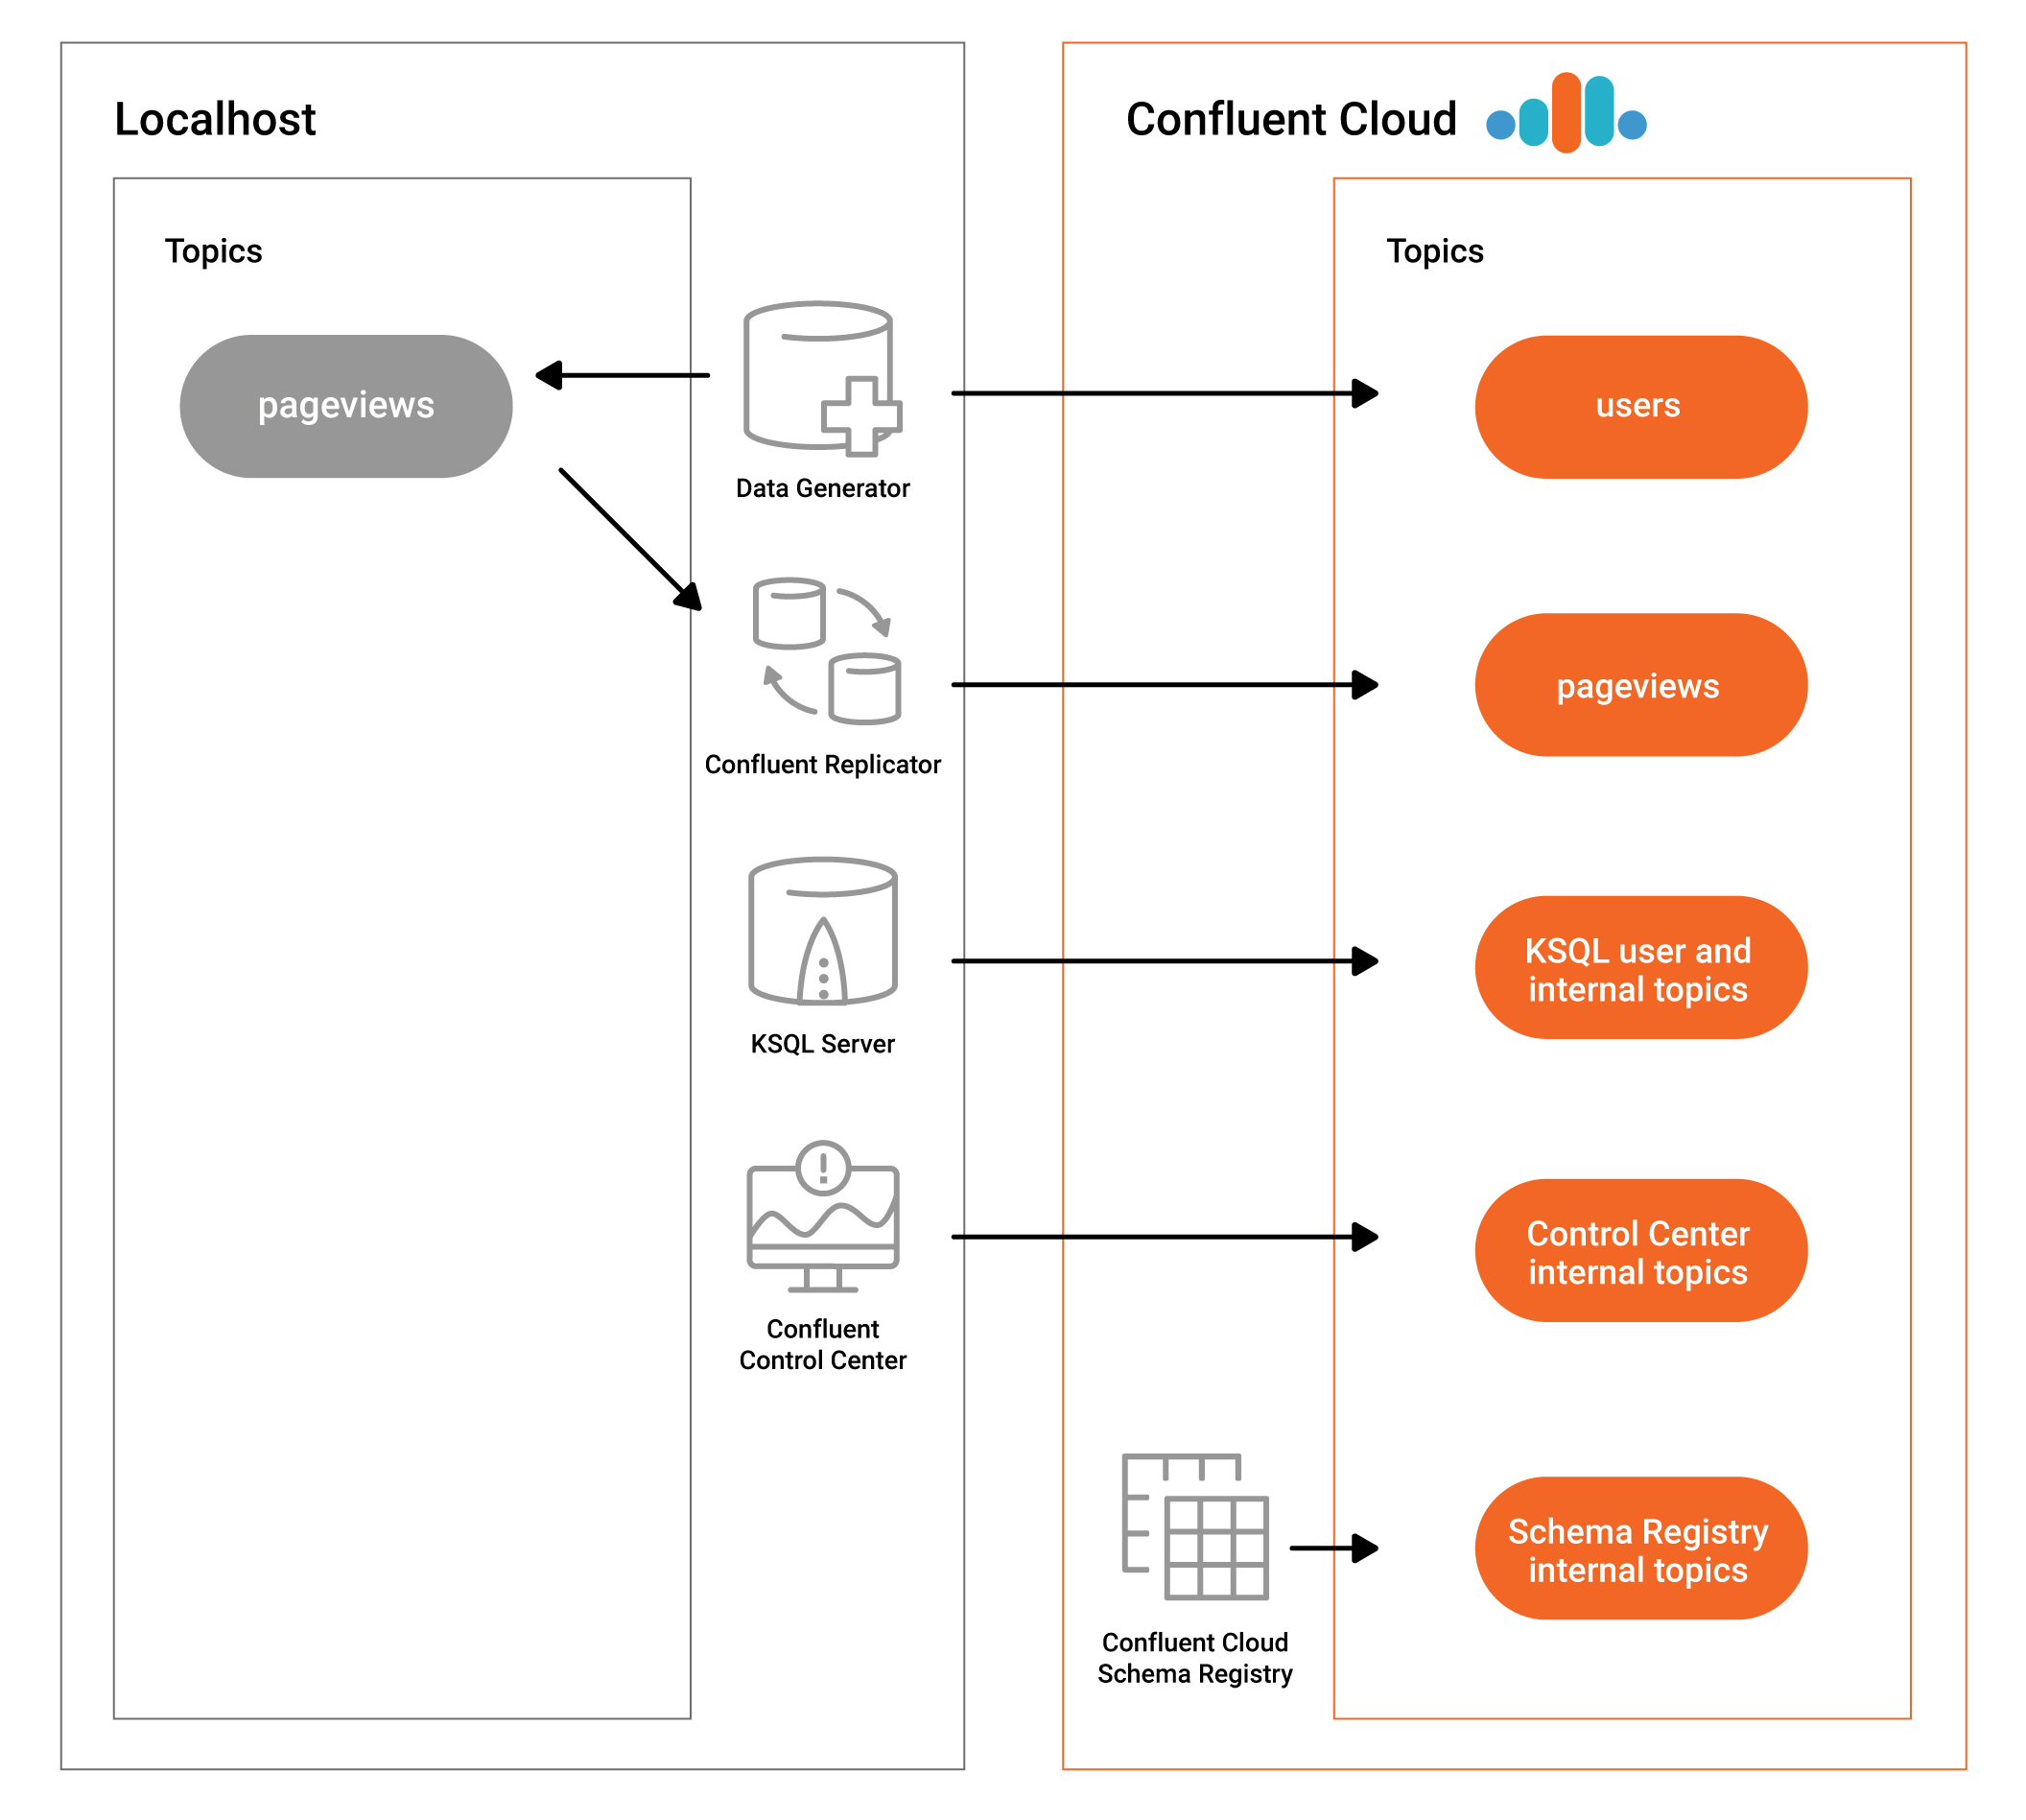 Localhost
Topics
pageviews
Data Generator
Confluent Replicator
KSQL Server
Confluent
Control Center
Confluent Cloud
Topics
users
pageviews
KSQL user and
internal topics
Control Center
internal topics
Confluent Cloud
Schema Registry
Schema Registry
internal topics